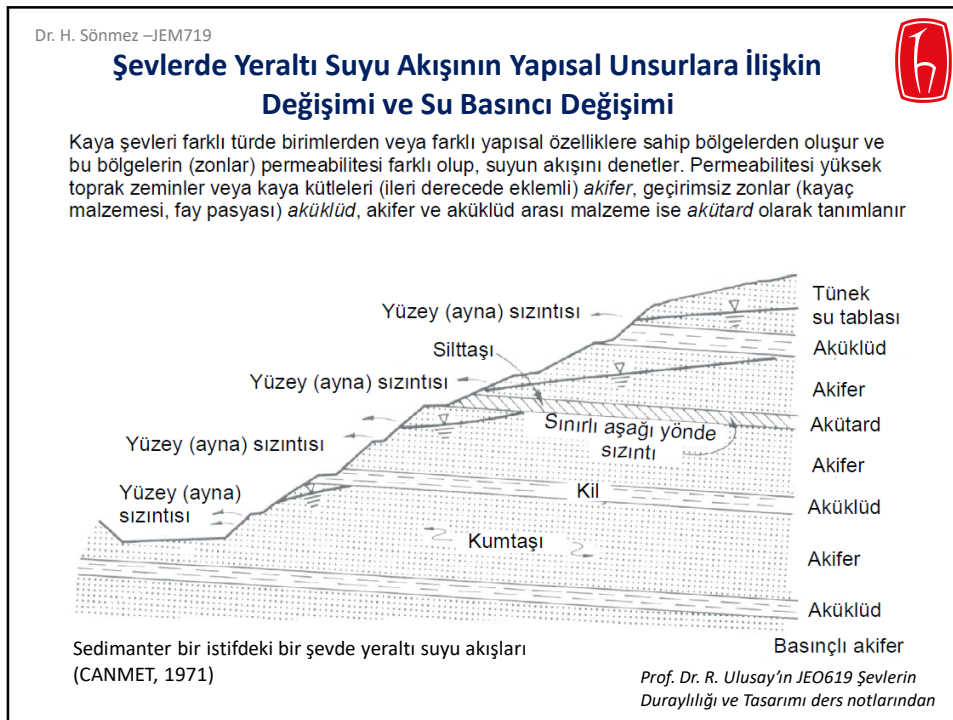 Dr. H. Sönmez –JEM719
Şevlerde Yeraltı Suyu Akışının Yapısal Unsurlara İlişkin
Değişimi ve Su Basıncı Değişimi
Kaya şevleri farklı türde birimlerden veya farklı yapısal özelliklere sahip bölgelerden oluşur ve
bu bölgelerin (zonlar) permeabilitesi farklı olup, suyun akışını denetler. Permeabilitesi yüksek
toprak zeminler veya kaya kütleleri (ileri derecede eklemli) akifer, geçirimsiz zonlar (kayaç
malzemesi, fay pasyası) aküklüd, akifer ve aküklüd arası malzeme ise akütard olarak tanımlanır
Yüzey (ayna) sızıntısı
Tünek
su tablası
Silttaşı
Aküklüd
Yüzey (ayna) sızıntısı
Akifer
Akütard
Yüzey (ayna) sızıntısı
Sınırlı aşağı yönde
sızıntı
Akifer
Yüzey (ayna)
sızıntısı
Kil
Aküklüd
Kumtaşı
Akifer
Aküklüd
Basınçlı akifer
Sedimanter bir istifdeki bir şevde yeraltı suyu akışları
(CANMET, 1971)
Prof. Dr. R. Ulusay’ın JEO619 Şevlerin
Duraylılığı ve Tasarımı ders notlarından